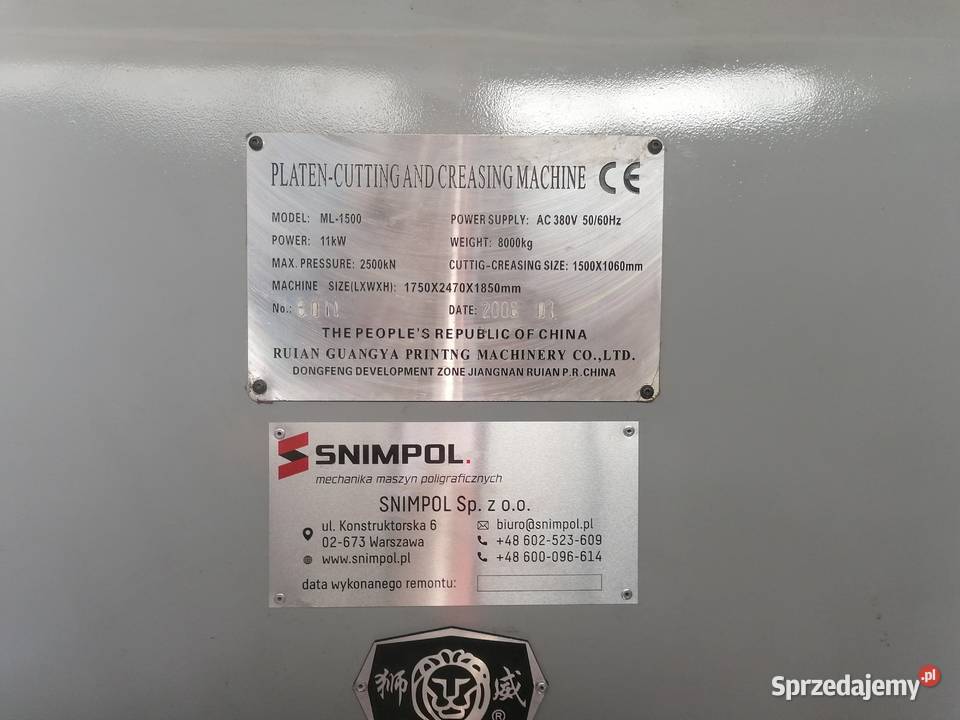 PLATEN-CUTTING AND CREASING MACHINE CE
MODEL: ML-1500 POWER SUPPLY: AC 380V 50/60Hz
POWER: 11kW WEIGHT: 8000kg
MAX. PRESSURE: 2500kN CUTTIG-CREASING SIZE: 1500X1060mm
MACHINE SIZE(LXWXH): 1750X2470X1850mm
No.: DATE:
THE PEOPLE'S REPUBLIC OF CHINA
RUIAN GUANGYA PRINTNG MACHINERY CO.,LTD.
DONGFENG DEVELOPMENT ZONE JIANGNAN RUIAN P.R.CHINA
SNIMPOL.
mechanika maszyn poligraficznych
SNIMPOL Sp. z o.o.
ul. Konstruktorska 6
02-673 Warszawa
www.snimpol.pl
biuro@snimpol.pl
+48 602-523-609
+48 600-096-614
data wykonanego remontu:
狮威
®
Sprzedajemy.pl